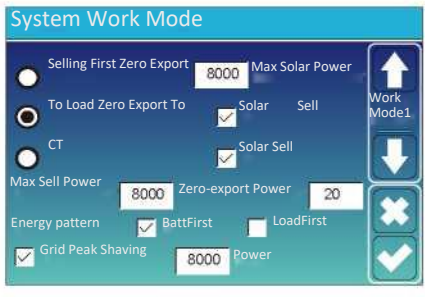 System Work Mode
Selling First Zero Export 8000 Max Solar Power
To Load Zero Export To Solar Sell
Work Mode1
CT Solar Sell
Max Sell Power 8000 Zero-export Power 20
Energy pattern BattFirst LoadFirst
Grid Peak Shaving 8000 Power